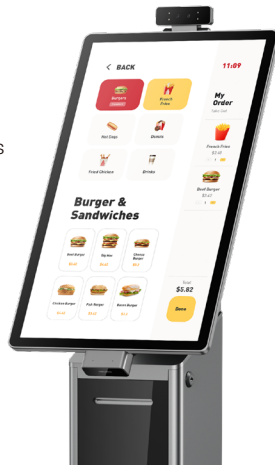 S
BACK
11:09
Burgers
French Fries
My
Order
Hot Dogs
Donuts
French Fries
Fried Chicken
Drinks
Beef Burger
Burger &
Sandwiches
Beef Burger
Big Mac
Cheese Burger
Total
$5.82
Chicken Burger
Fish Burger
Bacon Burger
Done